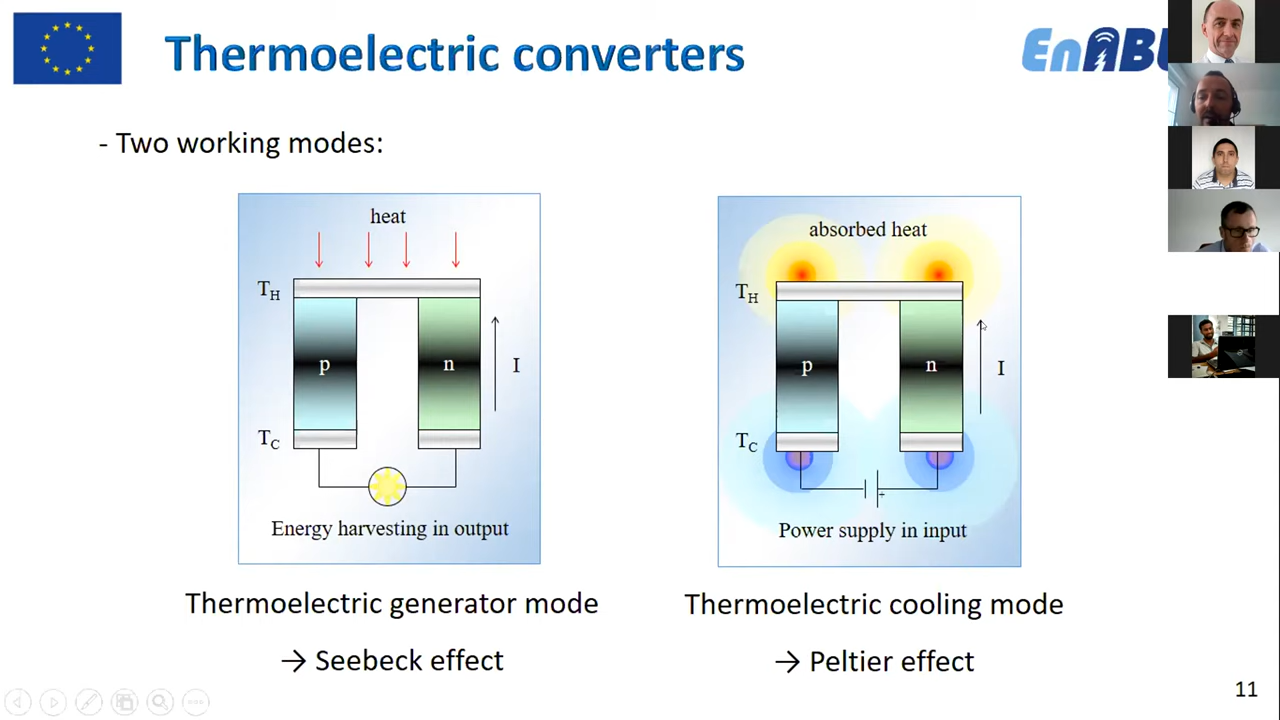 Thermoelectric converters
EnAB
- Two working modes:
heat
T_H
p
n
I
T_C
Energy harvesting in output
Thermoelectric generator mode
→ Seebeck effect
absorbed heat
T_H
p
n
I
T_C
+
Power supply in input
Thermoelectric cooling mode
→ Peltier effect
11